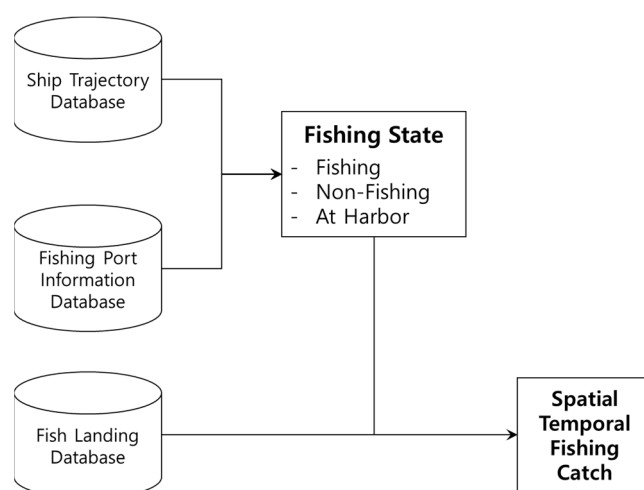 Ship Trajectory
Database
Fishing State
- Fishing
- Non-Fishing
- At Harbor
Fishing Port
Information
Database
Fish Landing
Database
Spatial
Temporal
Fishing
Catch